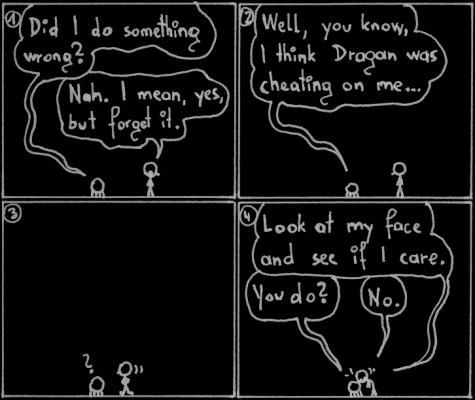 1
Did I do something
wrong?
Nah. I mean, yes,
but forget it.
2
Well, you know,
I think Dragan was
cheating on me...
3
?
4
Look at my face
and see if I care.
You do?
No.